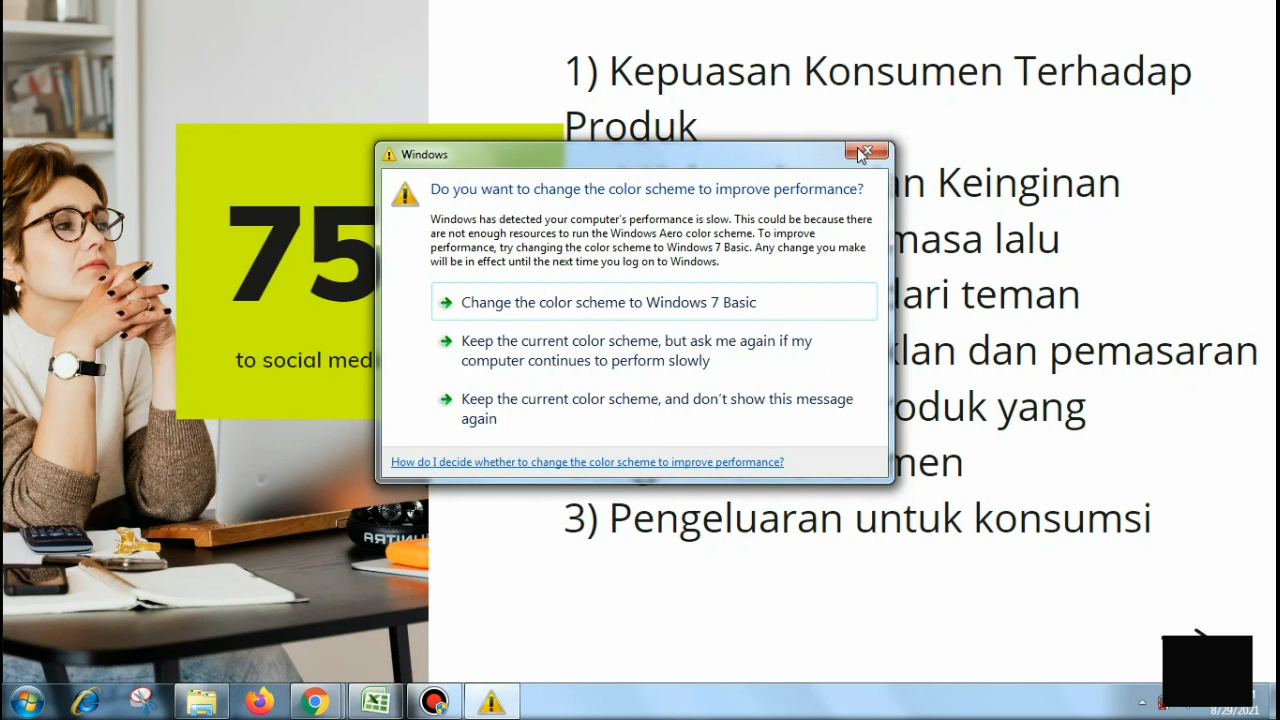 1) Kepuasan Konsumen Terhadap
Produk
Keinginan
masa lalu
dari teman
dan pemasaran
yang
3) Pengeluaran untuk konsumsi
75
to social med
Windows
Do you want to change the color scheme to improve performance?
Windows has detected your computer's performance is slow. This could be because there
are not enough resources to run the Windows Aero color scheme. To improve
performance, try changing the color scheme to Windows 7 Basic. Any change you make
will be in effect until the next time you log on to Windows.
Change the color scheme to Windows 7 Basic
Keep the current color scheme, but ask me again if my
computer continues to perform slowly
Keep the current color scheme, and don't show this message
again
How do I decide whether to change the color scheme to improve performance?
8/29/2021